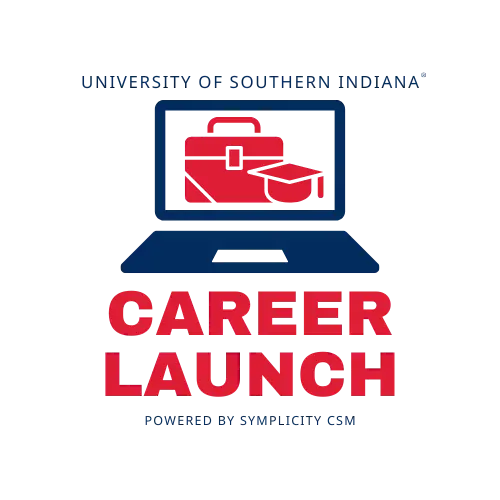 UNIVERSITY OF SOUTHERN INDIANA®
CAREER
LAUNCH
POWERED BY SYMPLICITY CSM